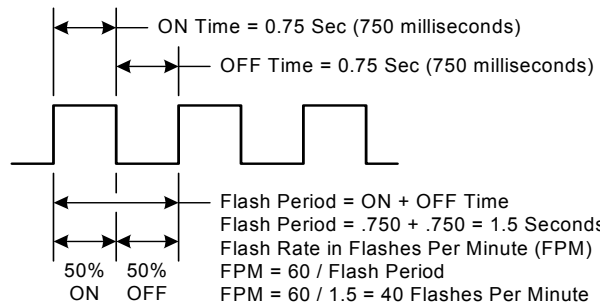 ON Time = 0.75 Sec (750 milliseconds)
OFF Time = 0.75 Sec (750 milliseconds)
Flash Period = ON + OFF Time
Flash Period = .750 + .750 = 1.5 Seconds
Flash Rate in Flashes Per Minute (FPM)
50% 50% FPM = 60 / Flash Period
ON OFF FPM = 60 / 1.5 = 40 Flashes Per Minute